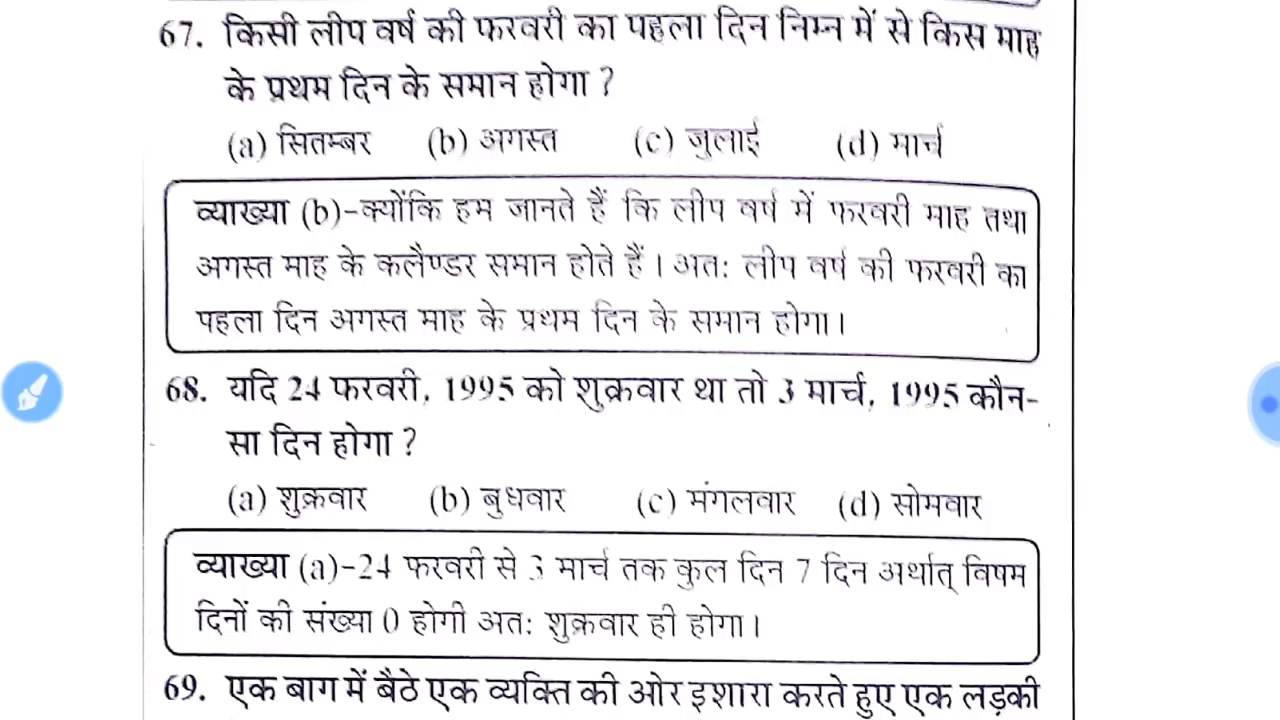 67. किसी लीप वर्ष की फरवरी का पहला दिन निम्न में से किस माह
के प्रथम दिन के समान होगा ?
(a) सितम्बर (b) अगस्त (c) जुलाई (d) मार्च
व्याख्या (b)-क्योंकि हम जानते हैं कि लीप वर्ष में फरवरी माह तथा
अगस्त माह के कलैण्डर समान होते हैं। अतः लीप वर्ष की फरवरी का
पहला दिन अगस्त माह के प्रथम दिन के समान होगा।
68. यदि 24 फरवरी, 1995 को शुक्रवार था तो 3 मार्च, 1995 कौन-
सा दिन होगा ?
(a) शुक्रवार (b) बुधवार (c) मंगलवार (d) सोमवार
व्याख्या (a)-24 फरवरी से 3 मार्च तक कुल दिन 7 दिन अर्थात् विषम
दिनों की संख्या 0 होगी अतः शुक्रवार ही होगा।
69. एक बाग में बैठे एक व्यक्ति की ओर इशारा करते हुए एक लड़की